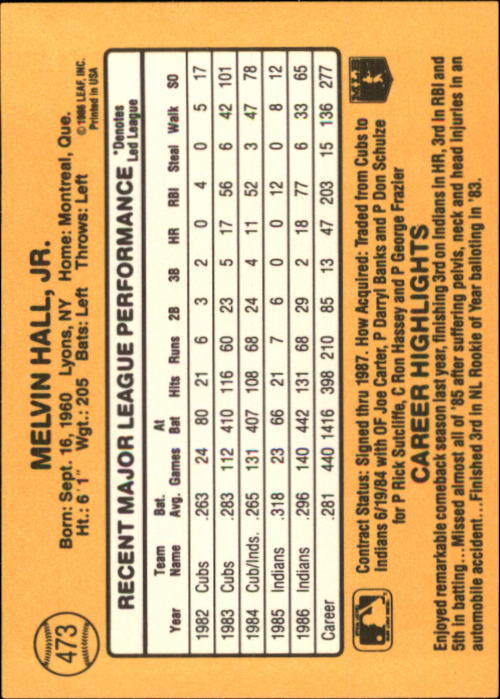 473
MELVIN HALL, JR.
Born: Sept. 16, 1960 Lyons, NY Home: Montreal, Que.
Ht.: 6'1" Wgt.: 205 Bats: Left Throws: Left
©1986 LEAF, INC.
Printed in USA
RECENT MAJOR LEAGUE PERFORMANCE
*Denotes
Led League
Year Team Name Bat. Avg. Games At Bat Hits Runs 2B 3B HR RBI Steal Walk SO
1982 Cubs .263 24 80 21 6 3 2 0 4 0 5 17
1983 Cubs .283 112 410 116 60 23 5 17 56 6 42 101
1984 Cub/Inds. .265 131 407 108 68 24 4 11 52 3 47 78
1985 Indians .318 23 66 21 7 6 0 0 12 0 8 12
1986 Indians .296 140 442 131 68 29 2 18 77 6 33 65
Career .281 440 1416 398 210 85 13 47 203 15 136 277
Contract Status: Signed thru 1987. How Acquired: Traded from Cubs to
Indians 6/19/84 with OF Joe Carter, P Darryl Banks and P Don Schulze
for P Rick Sutcliffe, C Ron Hassey and P George Frazier
CAREER HIGHLIGHTS
Enjoyed remarkable comeback season last year, finishing 3rd on Indians in HR, 3rd in RBI and
5th in batting...Missed almost all of '85 after suffering pelvis, neck and head injuries in an
automobile accident...Finished 3rd in NL Rookie of Year balloting in '83.